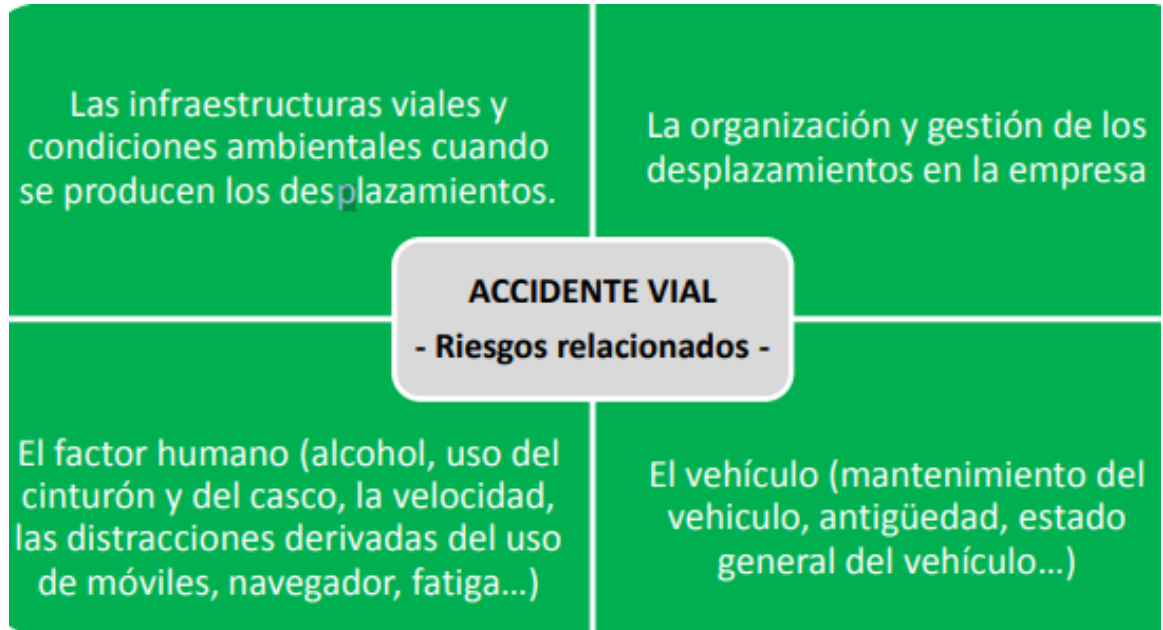 Las infraestructuras viales y
condiciones ambientales cuando
se producen los desplazamientos.
La organización y gestión de los
desplazamientos en la empresa
ACCIDENTE VIAL
- Riesgos relacionados -
El factor humano (alcohol, uso del
cinturón y del casco, la velocidad,
las distracciones derivadas del uso
de móviles, navegador, fatiga...)
El vehículo (mantenimiento del
vehiculo, antigüedad, estado
general del vehículo...)